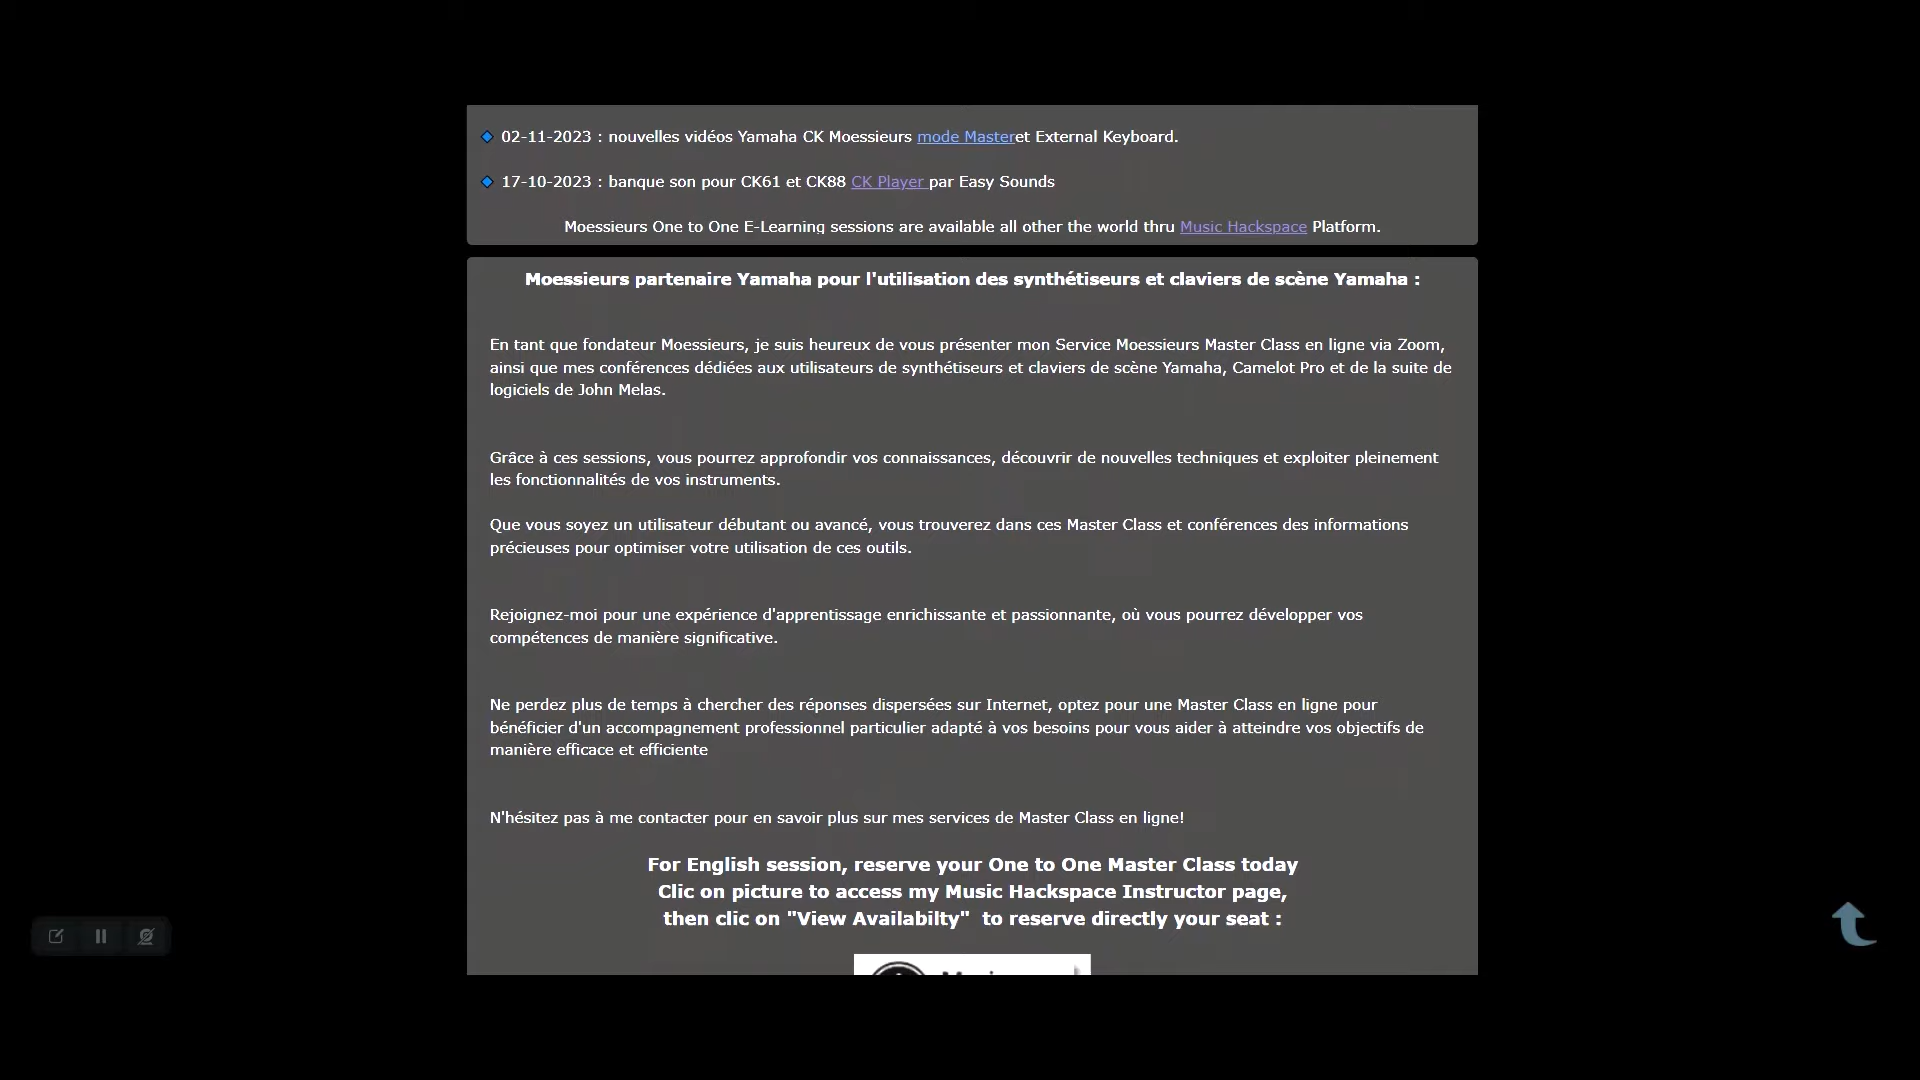 02-11-2023 : nouvelles vidéos Yamaha CK Moessieurs mode Masteret External Keyboard.
17-10-2023 : banque son pour CK61 et CK88 CK Player par Easy Sounds
Moessieurs One to One E-Learning sessions are available all other the world thru Music Hackspace Platform.
Moessieurs partenaire Yamaha pour l'utilisation des synthétiseurs et claviers de scène Yamaha :
En tant que fondateur Moessieurs, je suis heureux de vous présenter mon Service Moessieurs Master Class en ligne via Zoom,
ainsi que mes conférences dédiées aux utilisateurs de synthétiseurs et claviers de scène Yamaha, Camelot Pro et de la suite de
logiciels de John Melas.
Grâce à ces sessions, vous pourrez approfondir vos connaissances, découvrir de nouvelles techniques et exploiter pleinement
les fonctionnalités de vos instruments.
Que vous soyez un utilisateur débutant ou avancé, vous trouverez dans ces Master Class et conférences des informations
précieuses pour optimiser votre utilisation de ces outils.
Rejoignez-moi pour une expérience d'apprentissage enrichissante et passionnante, où vous pourrez développer vos
compétences de manière significative.
Ne perdez plus de temps à chercher des réponses dispersées sur Internet, optez pour une Master Class en ligne pour
bénéficier d'un accompagnement professionnel particulier adapté à vos besoins pour vous aider à atteindre vos objectifs de
manière efficace et efficiente
N'hésitez pas à me contacter pour en savoir plus sur mes services de Master Class en ligne!
For English session, reserve your One to One Master Class today
Clic on picture to access my Music Hackspace Instructor page,
then clic on "View Availabilty" to reserve directly your seat :